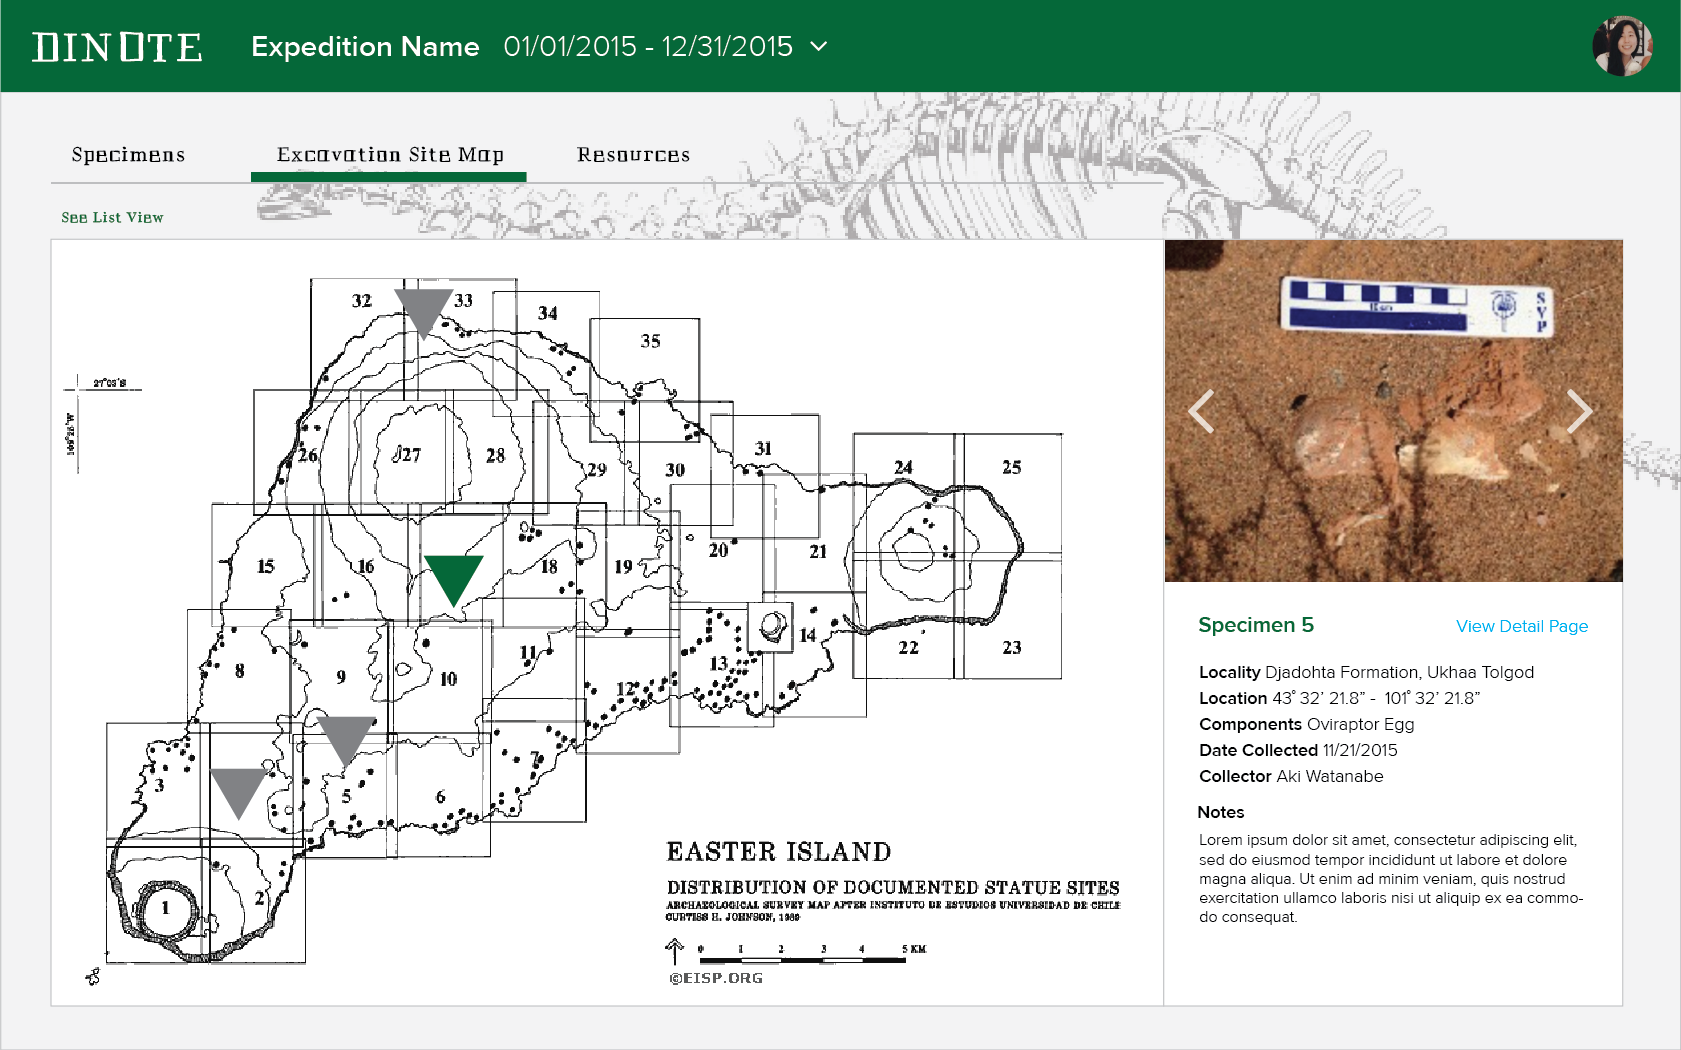 DINOTE
Expedition Name 01/01/2015 - 12/31/2015
Specimens Excavation Site Map Resources
See List View
32 33 34 35
27°03'S
26 27 28 29 30 31 24 25
15 16 18 19 20 21
8 9 10 11 12 13 14 22 23
3 5 6 7
1 2
EASTER ISLAND
DISTRIBUTION OF DOCUMENTED STATUE SITES
ARCHAEOLOGICAL SURVEY MAP AFTER INSTITUTO DE ESTUDIOS UNIVERSIDAD DE CHILE
CURTISS H. JOHNSON,
0 1 2 3 4 5 KM
©EISP.ORG
SVP
Specimen 5
View Detail Page
Locality Djadohta Formation, Ukhaa Tolgod
Location 43° 32’ 21.8” - 101° 32’ 21.8”
Components Oviraptor Egg
Date Collected 11/21/2015
Collector Aki Watanabe
Notes
Lorem ipsum dolor sit amet, consectetur adipiscing elit,
sed do eiusmod tempor incididunt ut labore et dolore
magna aliqua. Ut enim ad minim veniam, quis nostrud
exercitation ullamco laboris nisi ut aliquip ex ea commo-
do consequat.